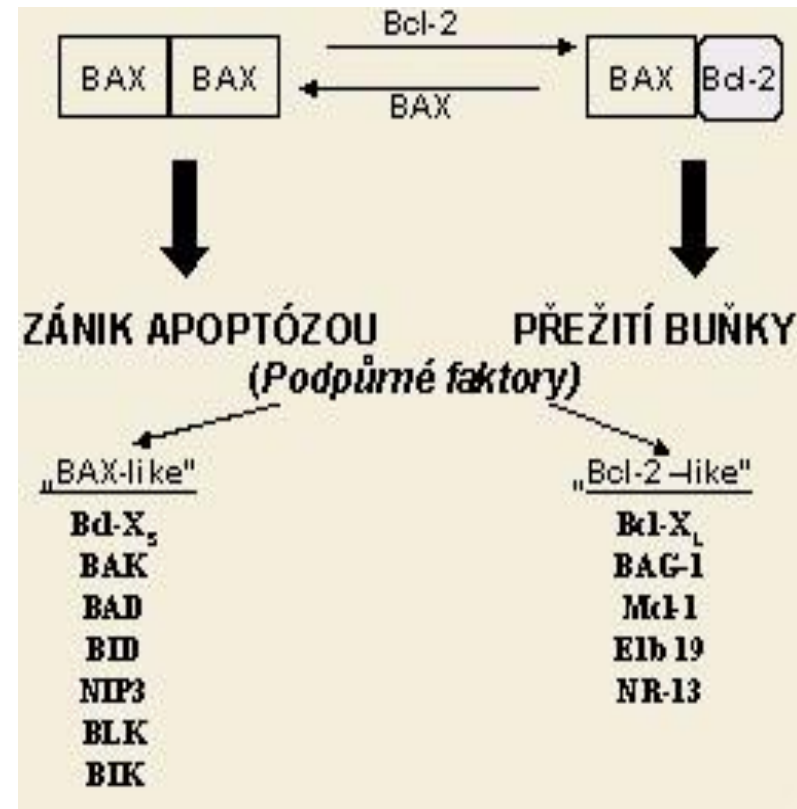 Bcl-2
BAX BAX BAX Bcl-2
BAX
ZÁNIK APOPTÓZOU PŘEŽITÍ BUŇKY
(Podpůrné faktory)
„BAX-like" „Bcl-2 –like"
Bcl-Xs Bcl-XL
BAK BAG-1
BAD Mcl-1
BID E1b 19
NIP3 NR-13
BLK
BIK